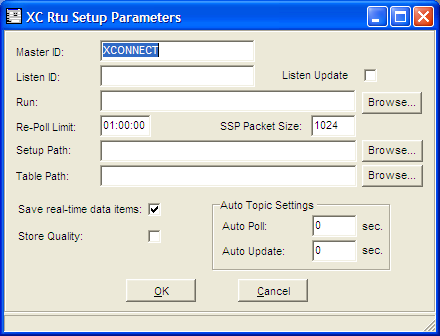 XC Rtu Setup Parameters
Master ID: XCONNECT
Listen ID: Listen Update
Run: Browse...
Re-Poll Limit: 01:00:00 SSP Packet Size: 1024
Setup Path: Browse...
Table Path: Browse...
Save real-time data items:
Store Quality:
Auto Topic Settings
Auto Poll: 0 sec.
Auto Update: 0 sec.
OK Cancel